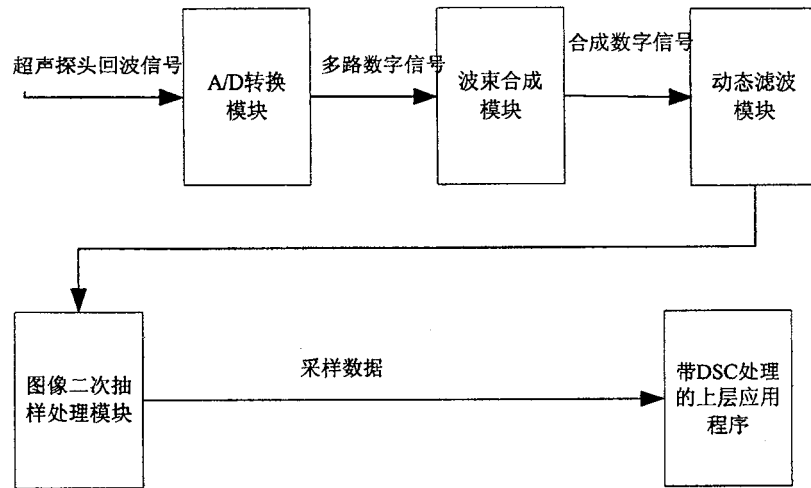 超声探头回波信号
A/D转换
模块
多路数字信号
波束合成
模块
合成数字信号
动态滤波
模块
图像二次抽
样处理模块
采样数据
带DSC处理
的上层应用
程序